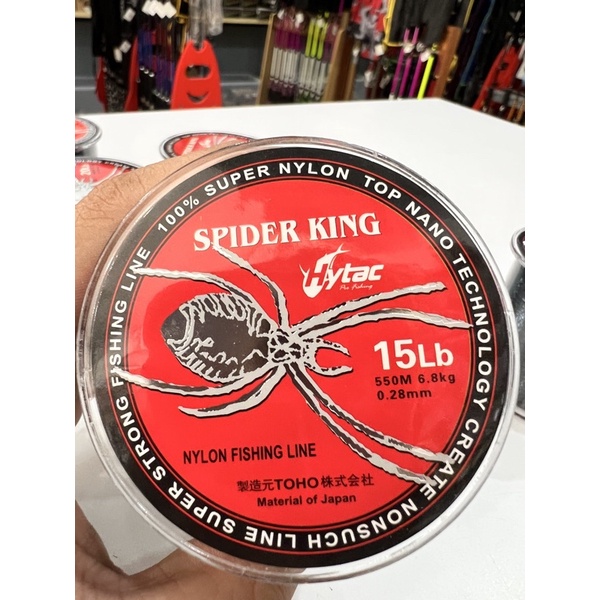 100% SUPER NYLON TOP NANO TECHNOLOGY CREATE NONSUCH LINE SUPER STRONG FISHING LINE
SPIDER KING
Hytac
Pro Fishing
15Lb
550M 6.8kg
0.28mm
NYLON FISHING LINE
製造元TOHO株式会社
Material of Japan